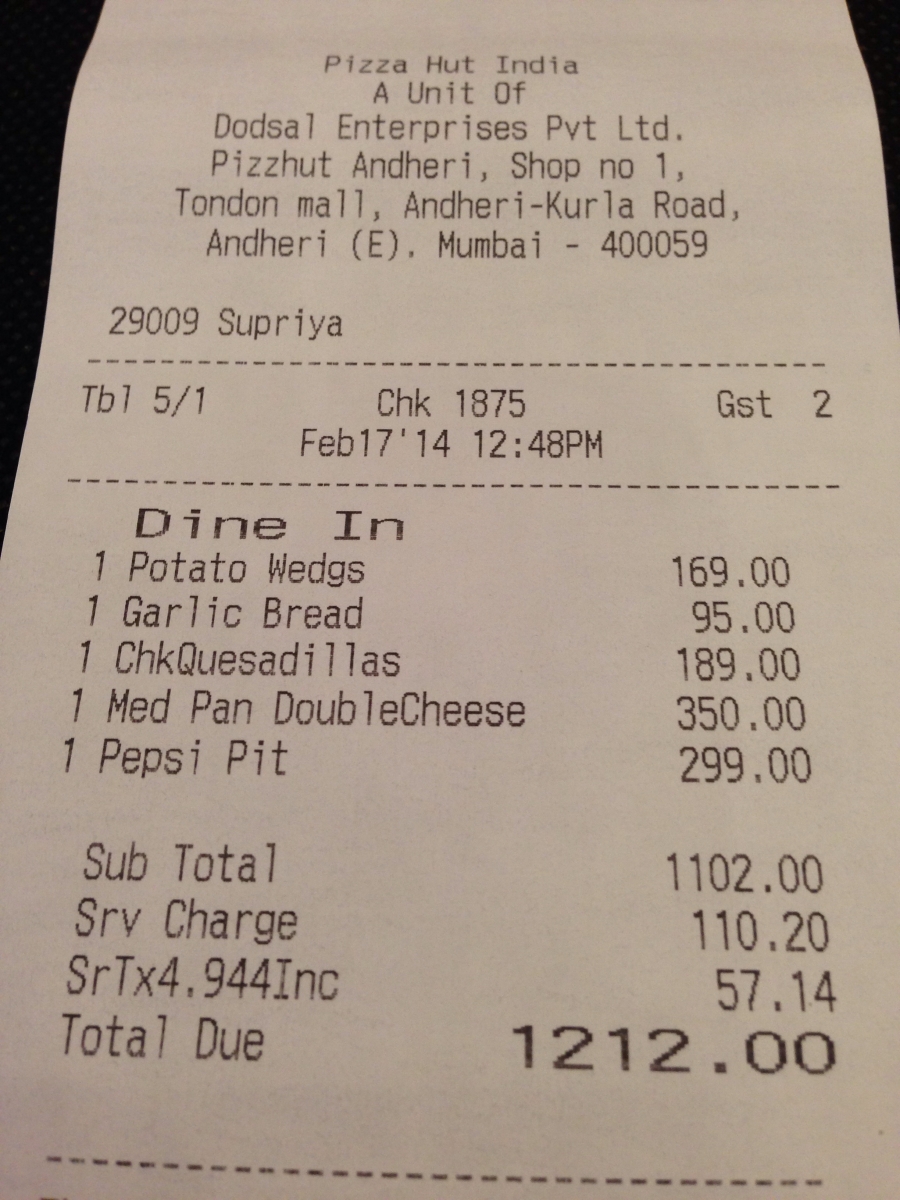 Pizza Hut India
A Unit Of
Dodsal Enterprises Pvt Ltd.
Pizzhut Andheri, Shop no 1,
Tondon mall, Andheri-Kurla Road,
Andheri (E). Mumbai - 400059
29009 Supriya
Tbl 5/1 Chk 1875 Gst 2
Feb17'14 12:48PM
Dine In
1 Potato Wedgs 169.00
1 Garlic Bread 95.00
1 ChkQuesadillas 189.00
1 Med Pan DoubleCheese 350.00
1 Pepsi Pit 299.00
Sub Total 1102.00
Srv Charge 110.20
SrTx4.944Inc 57.14
Total Due 1212.00